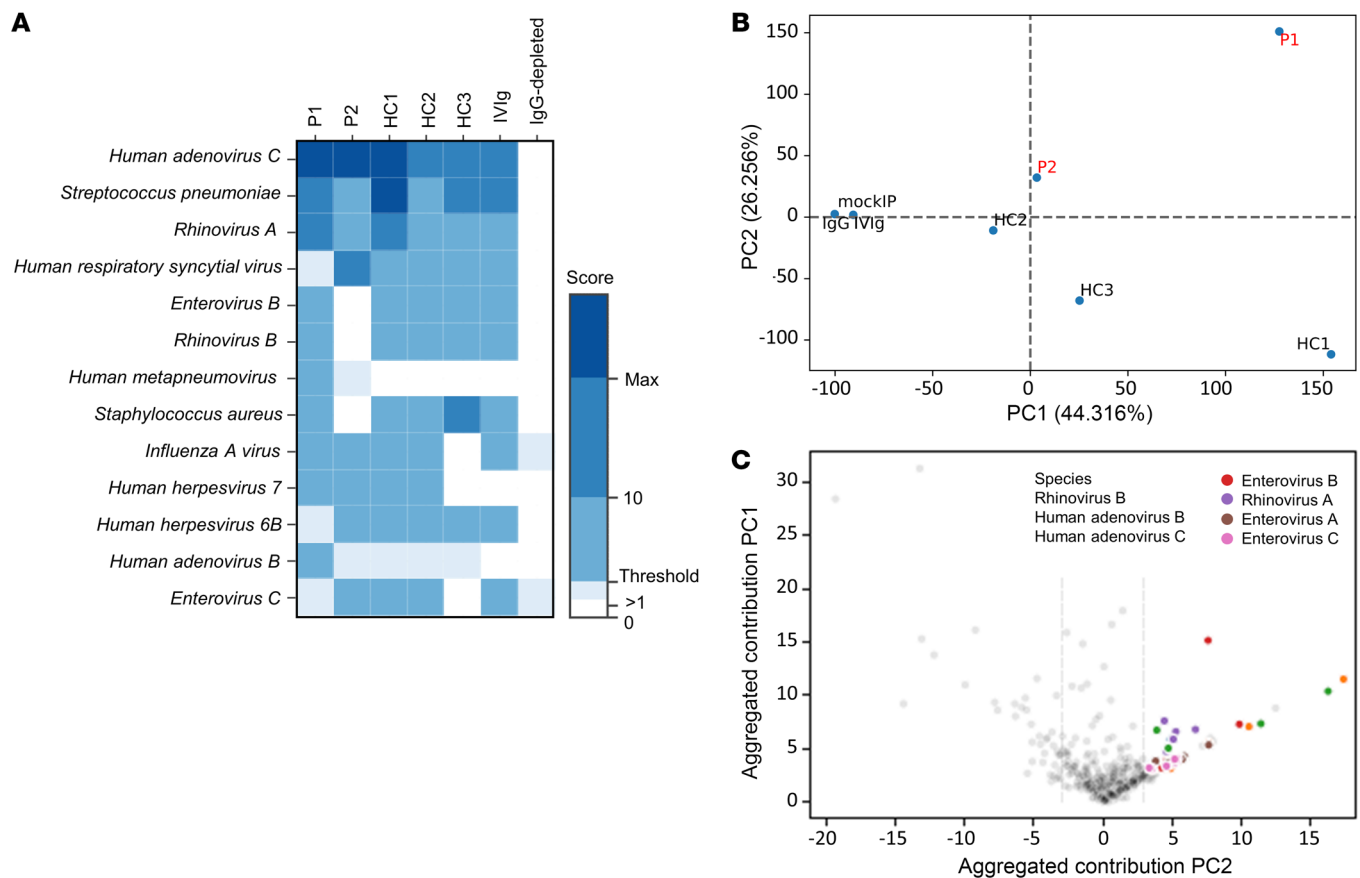 A
P1
P2
HC1
HC2
HC3
IVIg
IgG-depleted
Human adenovirus C
Streptococcus pneumoniae
Rhinovirus A
Human respiratory syncytial virus
Enterovirus B
Rhinovirus B
Human metapneumovirus
Staphylococcus aureus
Influenza A virus
Human herpesvirus 7
Human herpesvirus 6B
Human adenovirus B
Enterovirus C
Score
Max
10
Threshold
>1
0
B
PC2 (26.256%)
150
100
50
0
-50
-100
P1
P2
mockIP
IgG IVIg
HC2
HC3
HC1
-100
-50
0
50
100
150
PC1 (44.316%)
C
Aggregated contribution PC1
30
25
20
15
10
5
0
Species
Rhinovirus B
Human adenovirus B
Human adenovirus C
Enterovirus B
Rhinovirus A
Enterovirus A
Enterovirus C
-20
-15
-10
-5
0
5
10
15
Aggregated contribution PC2